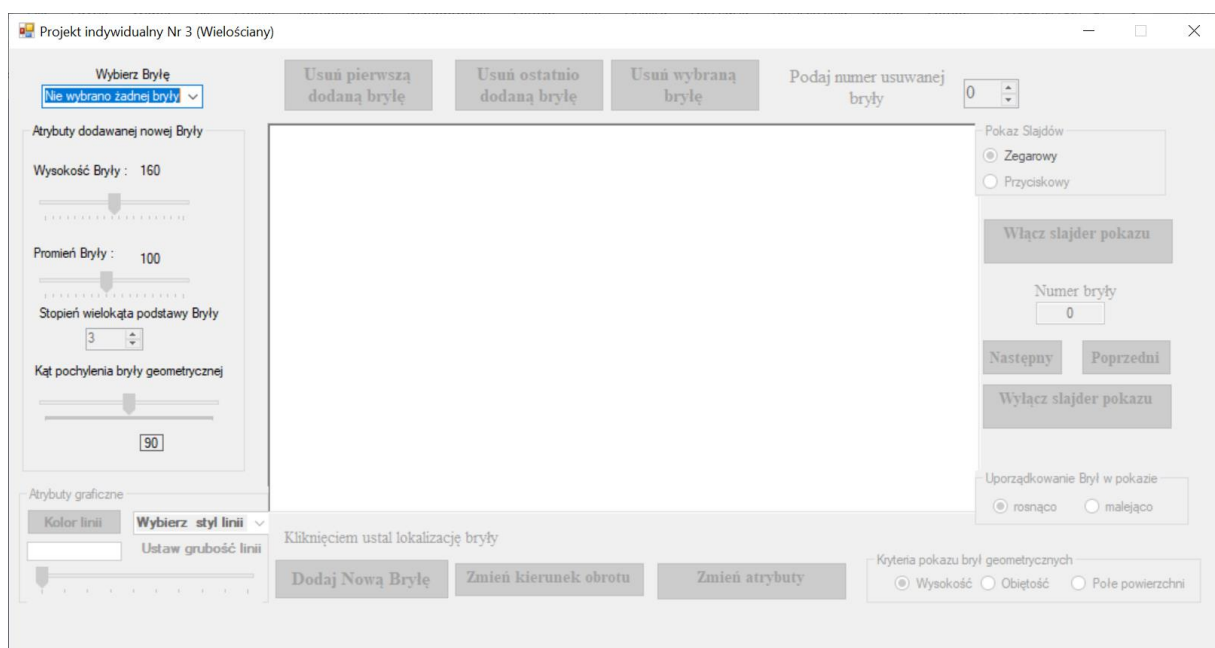 Projekt indywidualny Nr 3 (Wielościany)
Wybierz Bryłę
Nie wybrano żadnej bryły
Usuń pierwszą
dodaną bryłę
Usuń ostatnio
dodaną bryłę
Usuń wybraną
bryłę
Podaj numer usuwanej
bryły
0
Atrybuty dodawanej nowej Bryły
Wysokość Bryły : 160
Promień Bryły : 100
Stopień wielokąta podstawy Bryły
3
Kąt pochylenia bryły geometrycznej
90
Pokaz Slajdów
Zegarowy
Przyciskowy
Włącz slajder pokazu
Numer bryły
0
Następny
Poprzedni
Wyłącz slajder pokazu
Uporządkowanie Brył w pokazie
rosnąco
malejąco
Atrybuty graficzne
Kolor linii
Wybierz styl linii
Ustaw grubość linii
Kliknięciem ustal lokalizację bryły
Dodaj Nową Bryłę
Zmień kierunek obrotu
Zmień atrybuty
Kryteria pokazu brył geometrycznych
Wysokość
Objętość
Pole powierzchni